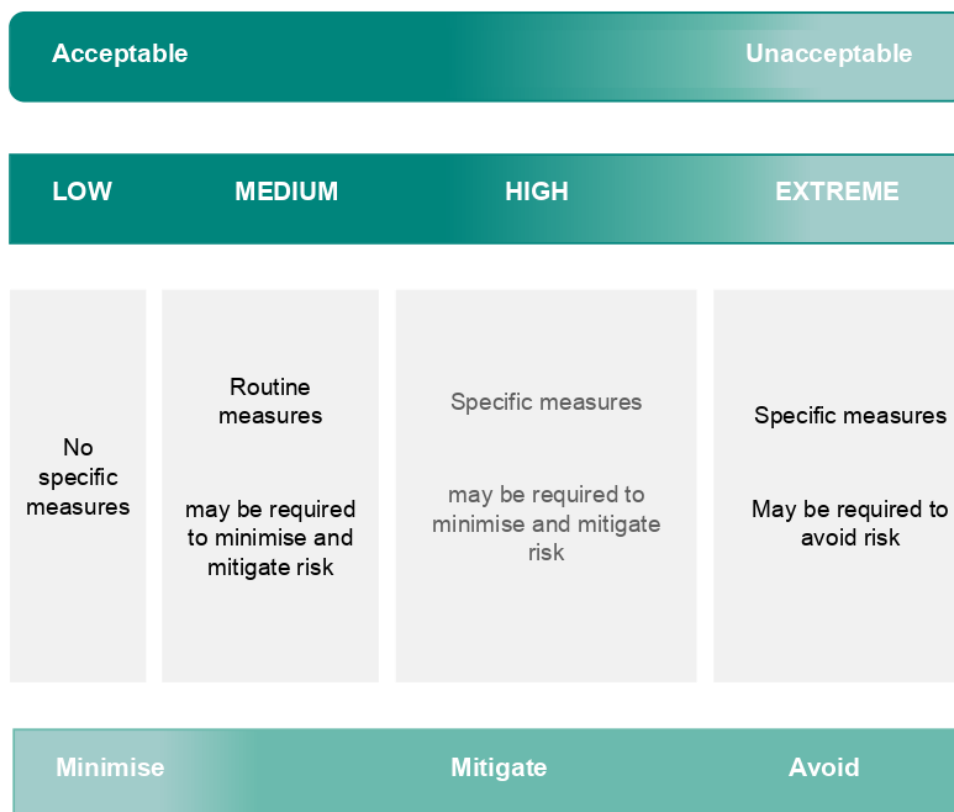 Acceptable Unacceptable
LOW MEDIUM HIGH EXTREME
No
specific
measures
Routine
measures
may be required
to minimise and
mitigate risk
Specific measures
may be required to
minimise and mitigate
risk
Specific measures
May be required to
avoid risk
Minimise Mitigate Avoid